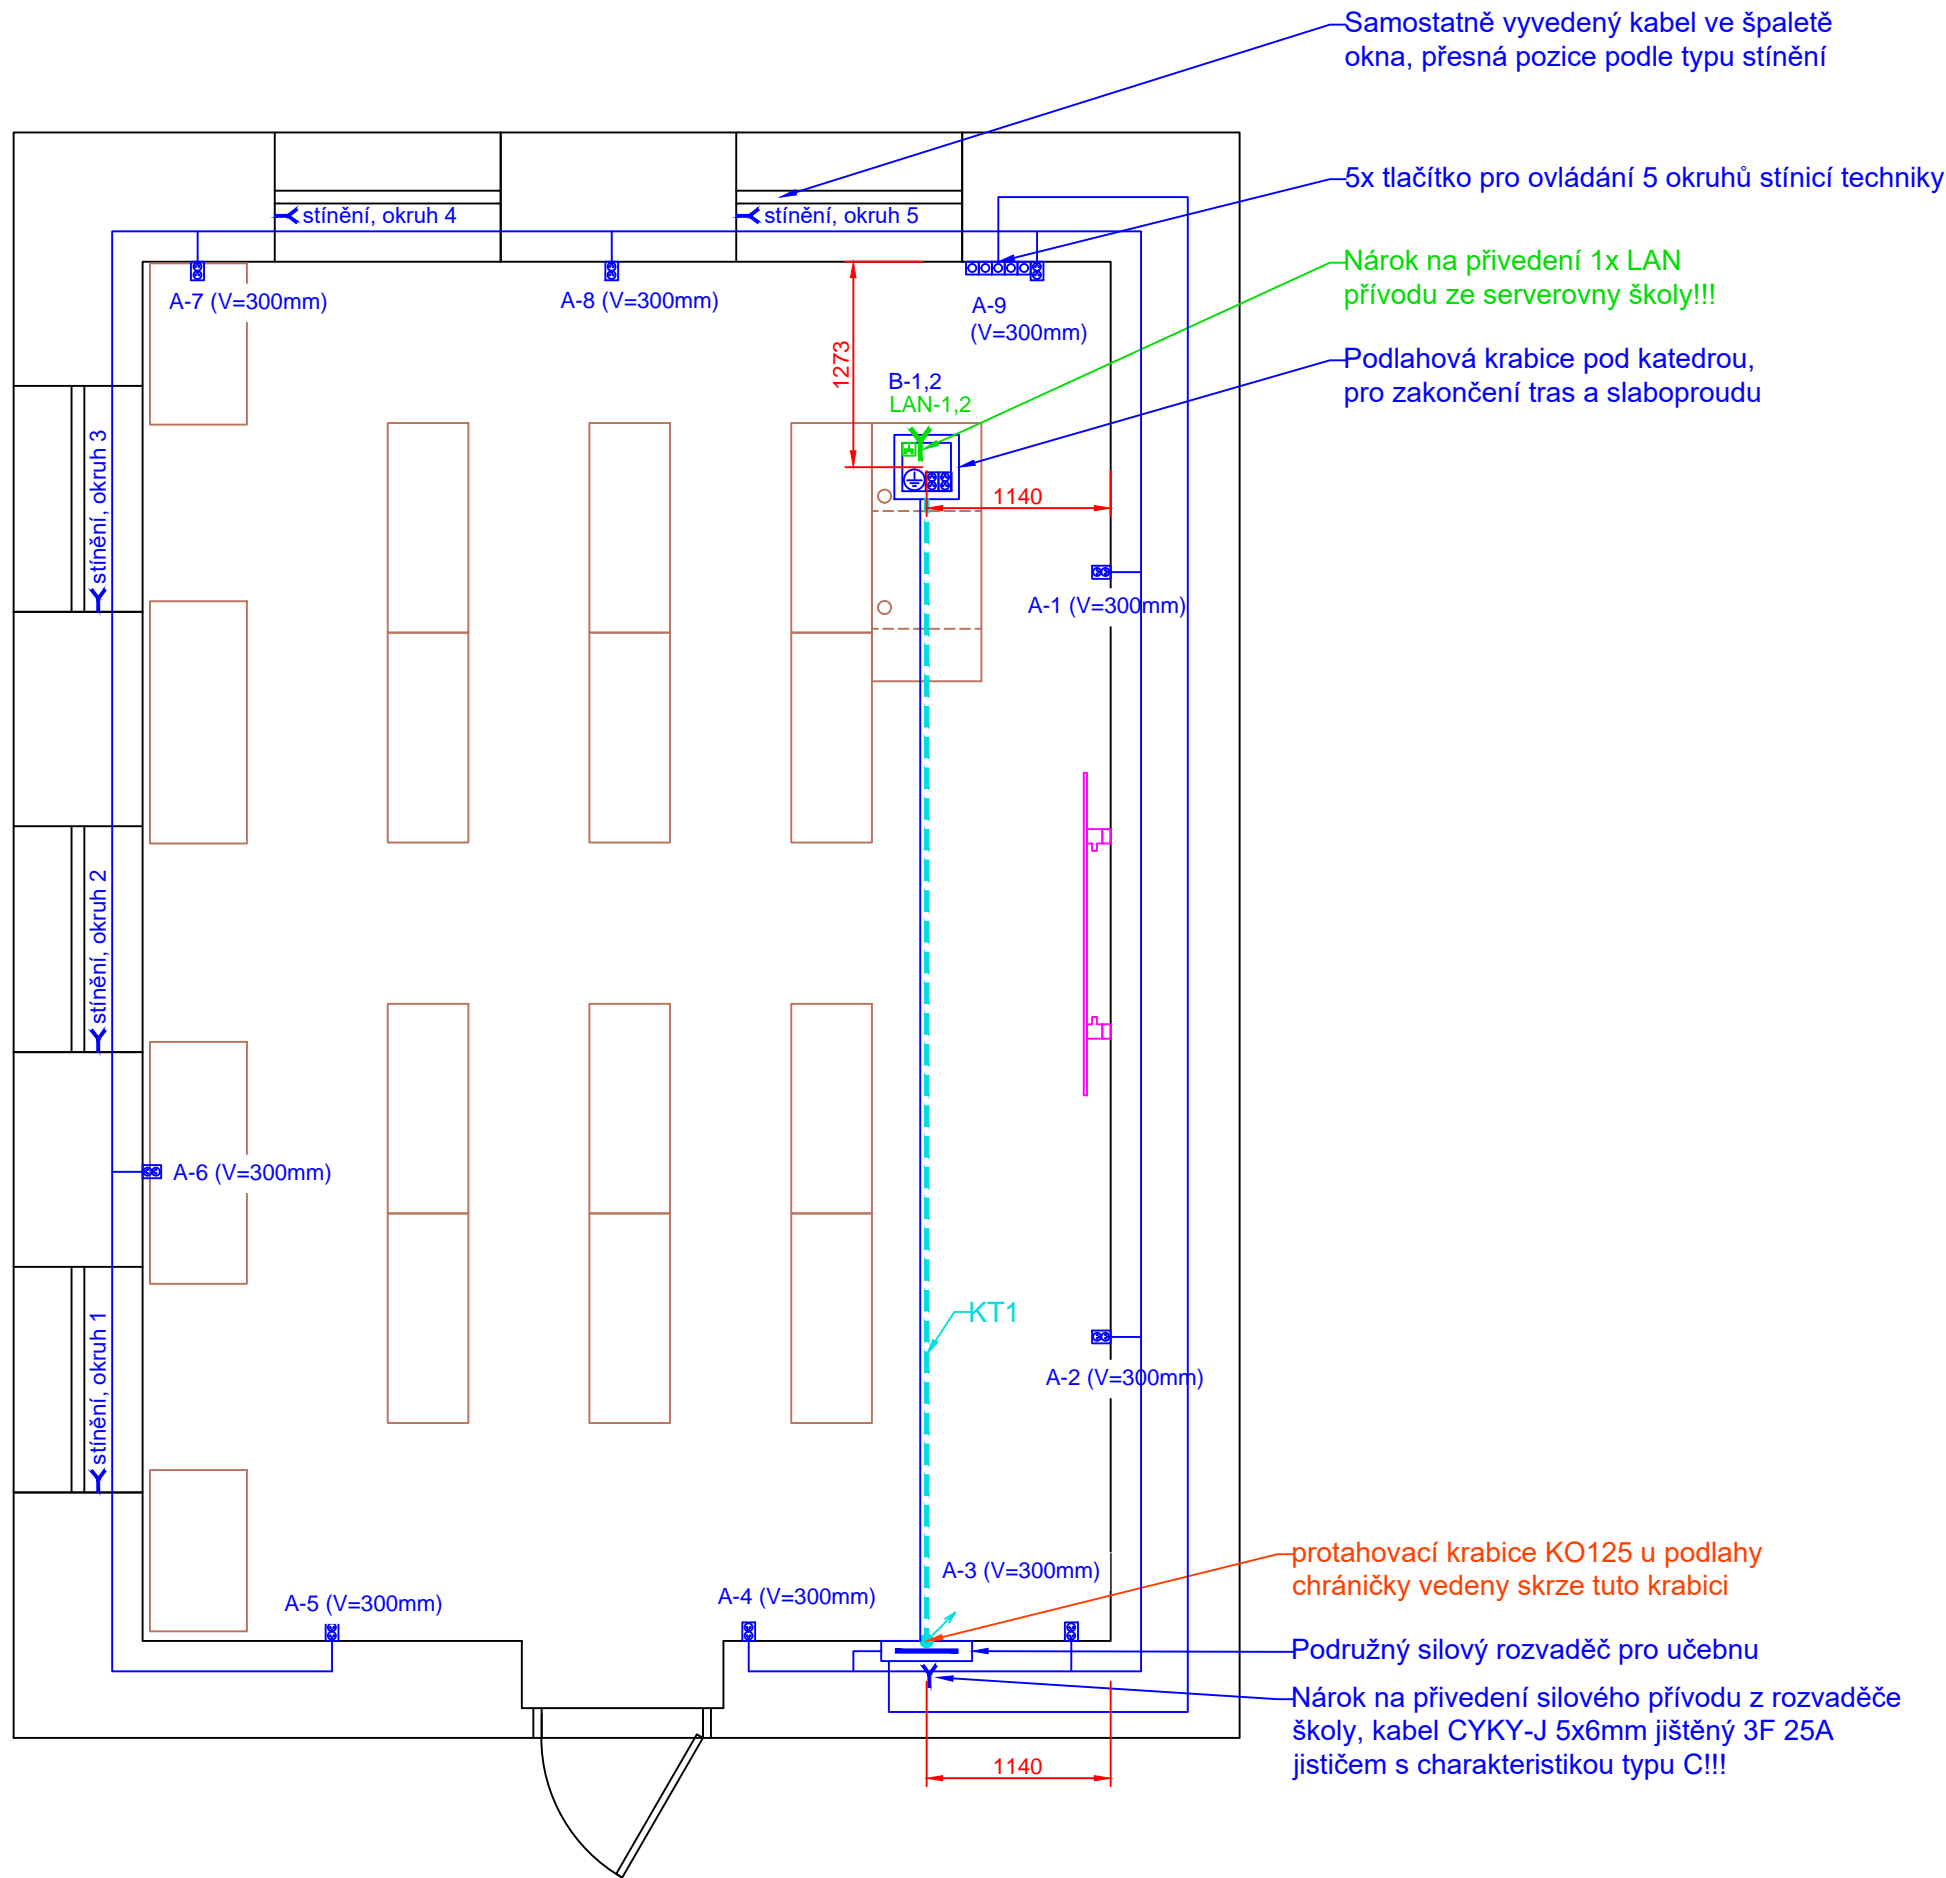 Samostatně vyvedený kabel ve špaletě
okna, přesná pozice podle typu stínění
5x tlačítko pro ovládání 5 okruhů stínicí techniky
stínění, okruh 4
stínění, okruh 5
Nárok na přivedení 1x LAN
přívodu ze serverovny školy!!!
A-7 (V=300mm)
A-8 (V=300mm)
A-9
(V=300mm)
1273
Podlahová krabice pod katedrou,
pro zakončení tras a slaboproudu
B-1,2
LAN-1,2
stínění, okruh 3
1140
A-1 (V=300mm)
stínění, okruh 2
A-6 (V=300mm)
KT1
stínění, okruh 1
A-2 (V=300mm)
protahovací krabice KO125 u podlahy
chráničky vedeny skrze tuto krabici
A-3 (V=300mm)
A-4 (V=300mm)
A-5 (V=300mm)
Podružný silový rozvaděč pro učebnu
Nárok na přivedení silového přívodu z rozvaděče
školy, kabel CYKY-J 5x6mm jištěný 3F 25A
jističem s charakteristikou typu C!!!
1140